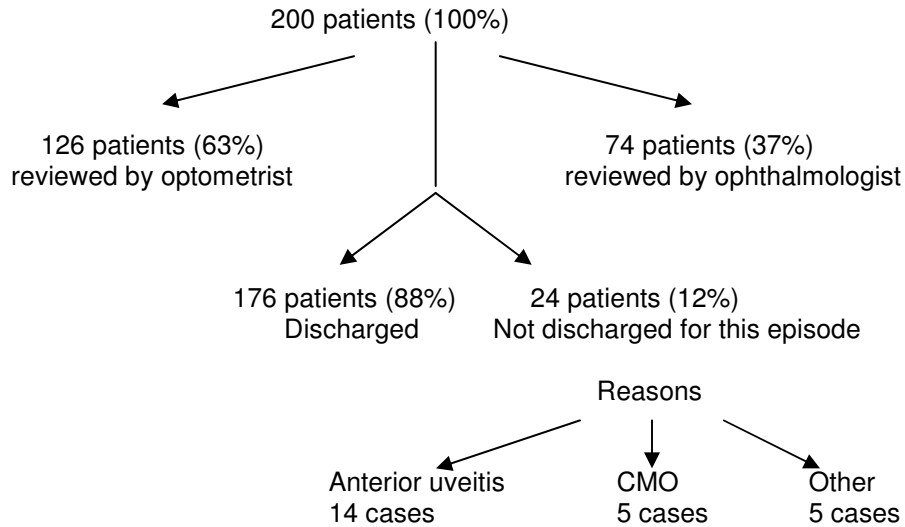 200 patients (100%)
126 patients (63%)
reviewed by optometrist
74 patients (37%)
reviewed by ophthalmologist
176 patients (88%)
Discharged
24 patients (12%)
Not discharged for this episode
Reasons
Anterior uveitis
14 cases
CMO
5 cases
Other
5 cases